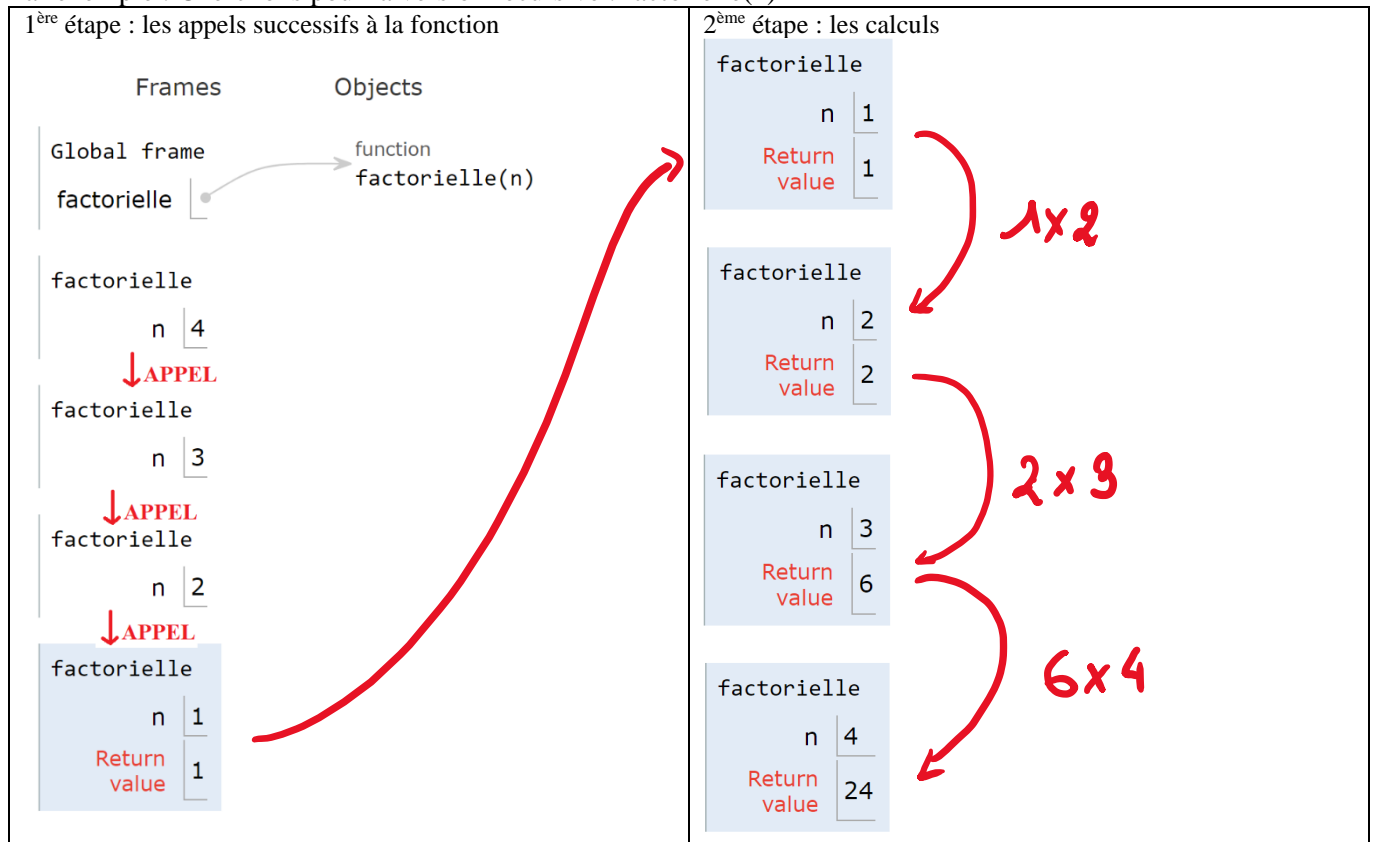 1ère étape : les appels successifs à la fonction
Frames Objects
Global frame
factorielle
function
factorielle(n)
factorielle
n 4
APPEL
factorielle
n 3
APPEL
factorielle
n 2
APPEL
factorielle
n 1
Return
value 1
2ème étape : les calculs
factorielle
n 1
Return
value 1
1x2
factorielle
n 2
Return
value 2
2x3
factorielle
n 3
Return
value 6
6x4
factorielle
n 4
Return
value 24